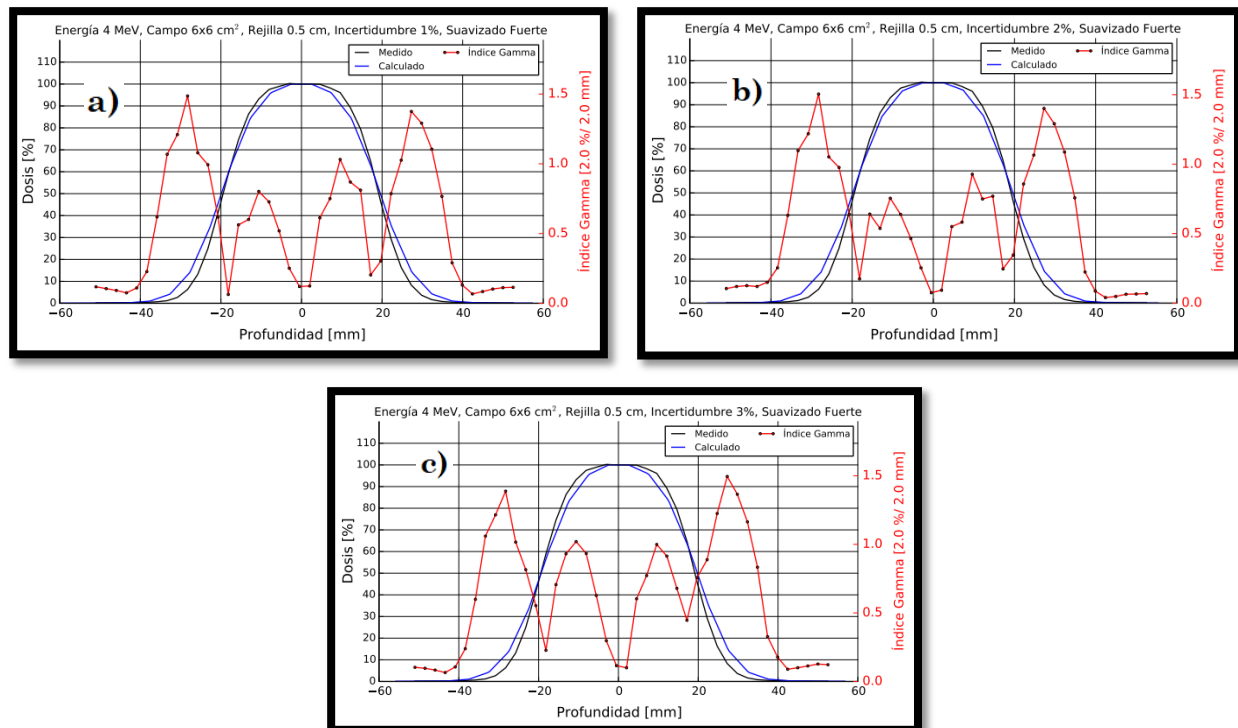 Energía 4 MeV, Campo 6x6 cm², Rejilla 0.5 cm, Incertidumbre 1%, Suavizado Fuerte
Medido
Calculado
Índice Gamma
a)
Dosis [%]
110
100
90
80
70
60
50
40
30
20
10
0
−60
−40
−20
0
20
40
60
Profundidad [mm]
1.5
1.0
0.5
0.0
Índice Gamma [2.0 %/ 2.0 mm]
Energía 4 MeV, Campo 6x6 cm², Rejilla 0.5 cm, Incertidumbre 2%, Suavizado Fuerte
Medido
Calculado
Índice Gamma
b)
Dosis [%]
110
100
90
80
70
60
50
40
30
20
10
0
−60
−40
−20
0
20
40
60
Profundidad [mm]
1.5
1.0
0.5
0.0
Índice Gamma [2.0 %/ 2.0 mm]
Energía 4 MeV, Campo 6x6 cm², Rejilla 0.5 cm, Incertidumbre 3%, Suavizado Fuerte
Medido
Calculado
Índice Gamma
c)
Dosis [%]
110
100
90
80
70
60
50
40
30
20
10
0
−60
−40
−20
0
20
40
60
Profundidad [mm]
1.5
1.0
0.5
0.0
Índice Gamma [2.0 %/ 2.0 mm]